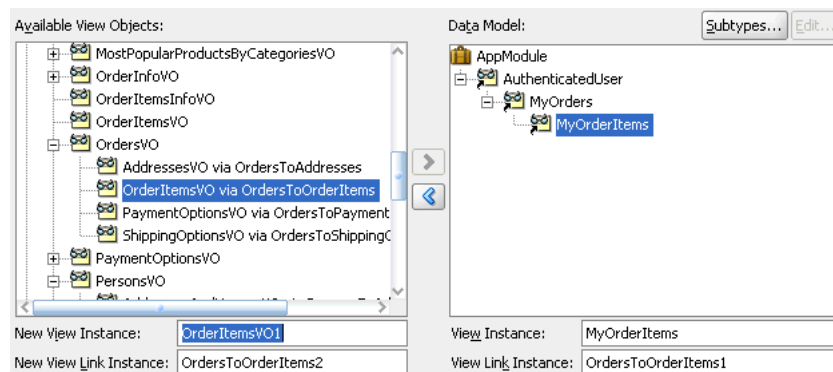 Available View Objects:
MostPopularProductsByCategoriesVO
OrderInfoVO
OrderItemsInfoVO
OrderItemsVO
OrdersVO
AddressesVO via OrdersToAddresses
OrderItemsVO via OrdersToOrderItems
PaymentOptionsVO via OrdersToPayment
ShippingOptionsVO via OrdersToShippingO
PaymentOptionsVO
PersonsVO
New View Instance: OrderItemsVO1
New View Link Instance: OrdersToOrderItems2
Data Model: Subtypes... Edit...
AppModule
AuthenticatedUser
MyOrders
MyOrderItems
View Instance: MyOrderItems
View Link Instance: OrdersToOrderItems1